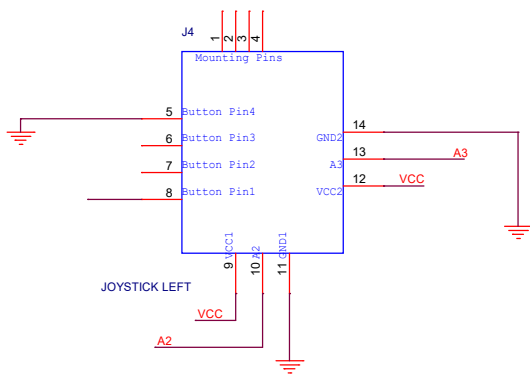 J4
1 2 3 4
Mounting Pins
5 Button Pin4
6 Button Pin3
7 Button Pin2
8 Button Pin1
GND2 14
A3 13 A3
VCC2 12 VCC
VCC1 A2 GND1
9 10 11
JOYSTICK LEFT
VCC
A2